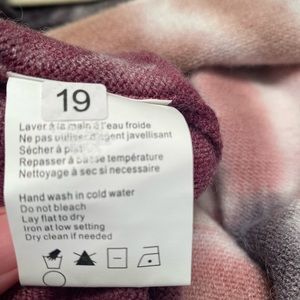 19
Laver à la main à l'eau froide
Ne pas utiliser d'agent javellisant
Sécher à plat
Repasser à basse température
Nettoyage à sec si necessaire
Hand wash in cold water
Do not bleach
Lay flat to dry
Iron at low setting
Dry clean if needed